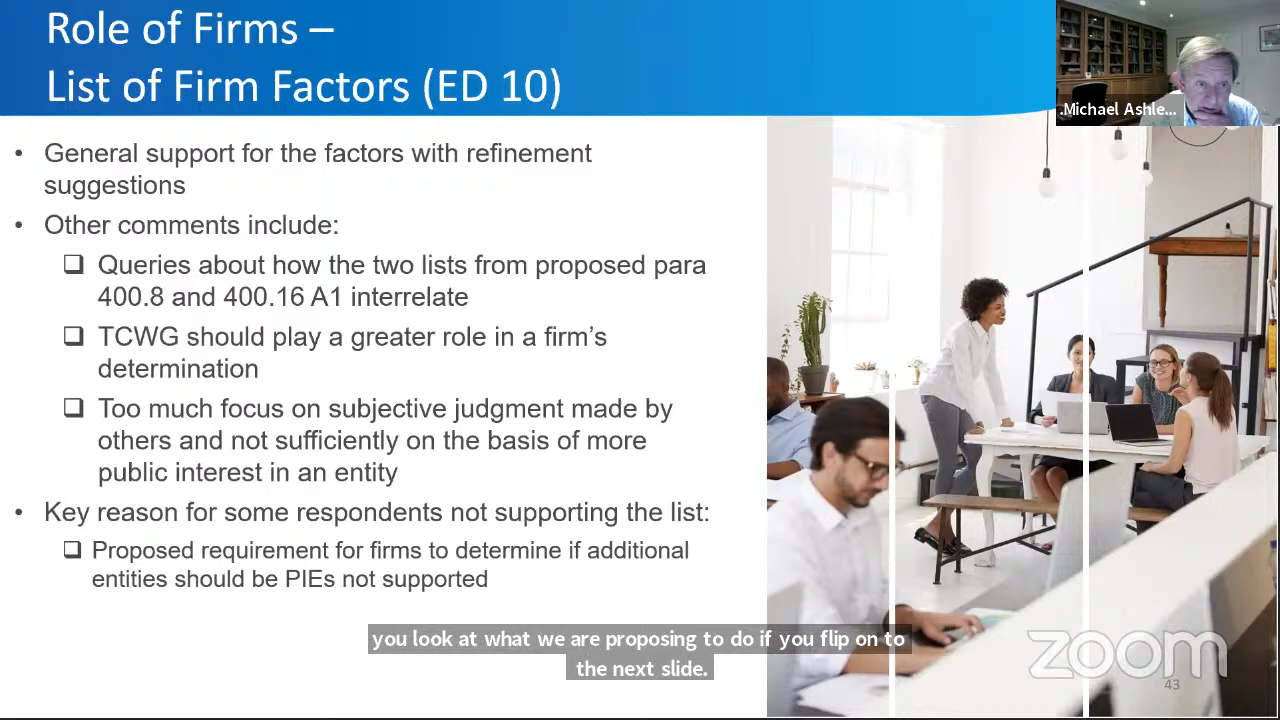 Role of Firms –
List of Firm Factors (ED 10)
.Michael Ashle...
• General support for the factors with refinement
suggestions
• Other comments include:
❑ Queries about how the two lists from proposed para
400.8 and 400.16 A1 interrelate
❑ TCWG should play a greater role in a firm’s
determination
❑ Too much focus on subjective judgment made by
others and not sufficiently on the basis of more
public interest in an entity
• Key reason for some respondents not supporting the list:
❑ Proposed requirement for firms to determine if additional
entities should be PIEs not supported
you look at what we are proposing to do if you flip on to
the next slide.
zoom
43